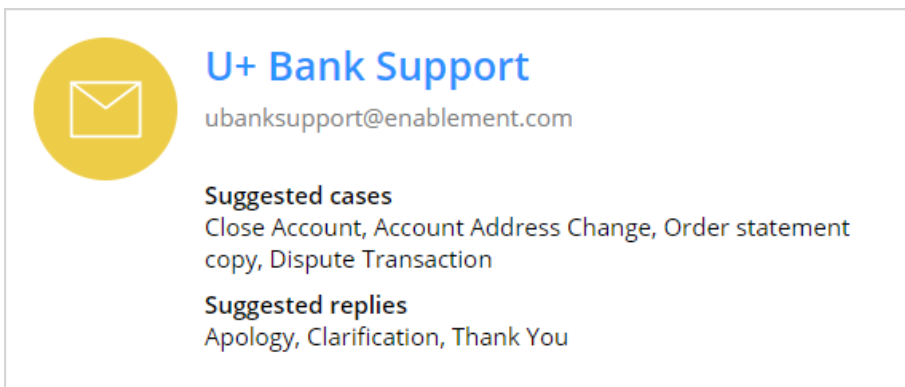 U+ Bank Support
ubanksupport@enablement.com
Suggested cases
Close Account, Account Address Change, Order statement
copy, Dispute Transaction
Suggested replies
Apology, Clarification, Thank You